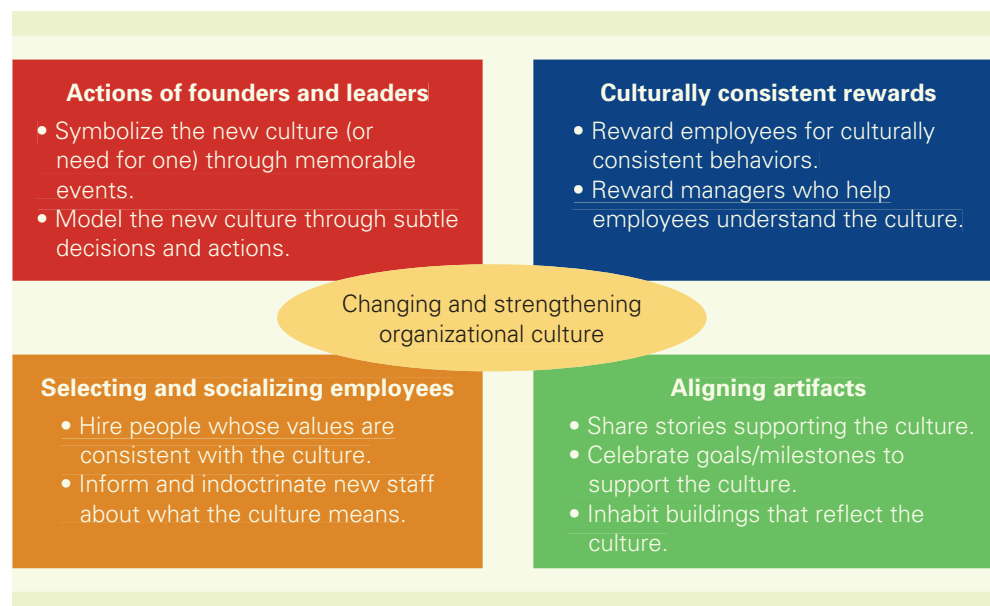 Actions of founders and leaders
• Symbolize the new culture (or
need for one) through memorable
events.
• Model the new culture through subtle
decisions and actions.
Culturally consistent rewards
• Reward employees for culturally
consistent behaviors.
• Reward managers who help
employees understand the culture.
Changing and strengthening
organizational culture
Selecting and socializing employees
• Hire people whose values are
consistent with the culture.
• Inform and indoctrinate new staff
about what the culture means.
Aligning artifacts
• Share stories supporting the culture.
• Celebrate goals/milestones to
support the culture.
• Inhabit buildings that reflect the
culture.